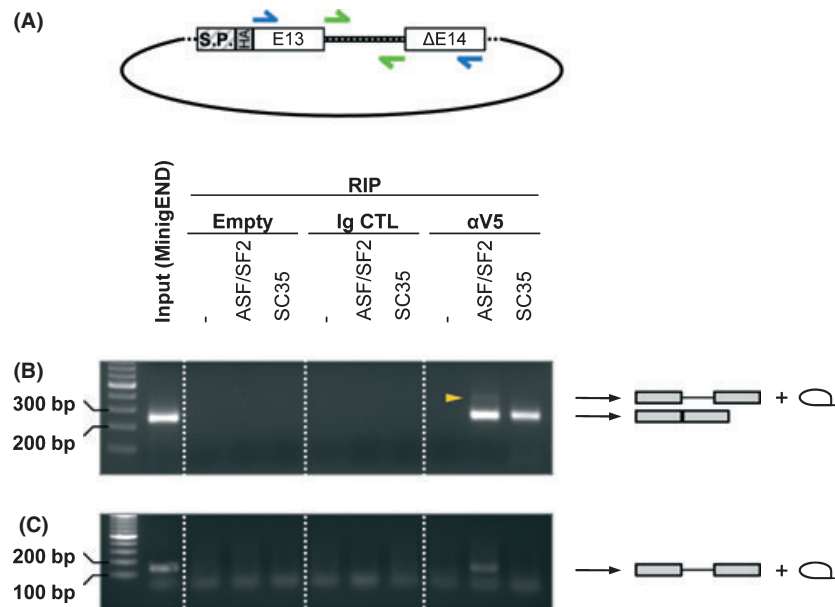 (A)
S.P. HA E13 ΔE14
Input (MinigEND)
RIP
Empty Ig CTL αV5
- ASF/SF2 SC35 - ASF/SF2 SC35 - ASF/SF2 SC35
(B)
300 bp
+
200 bp
(C)
200 bp
+
100 bp